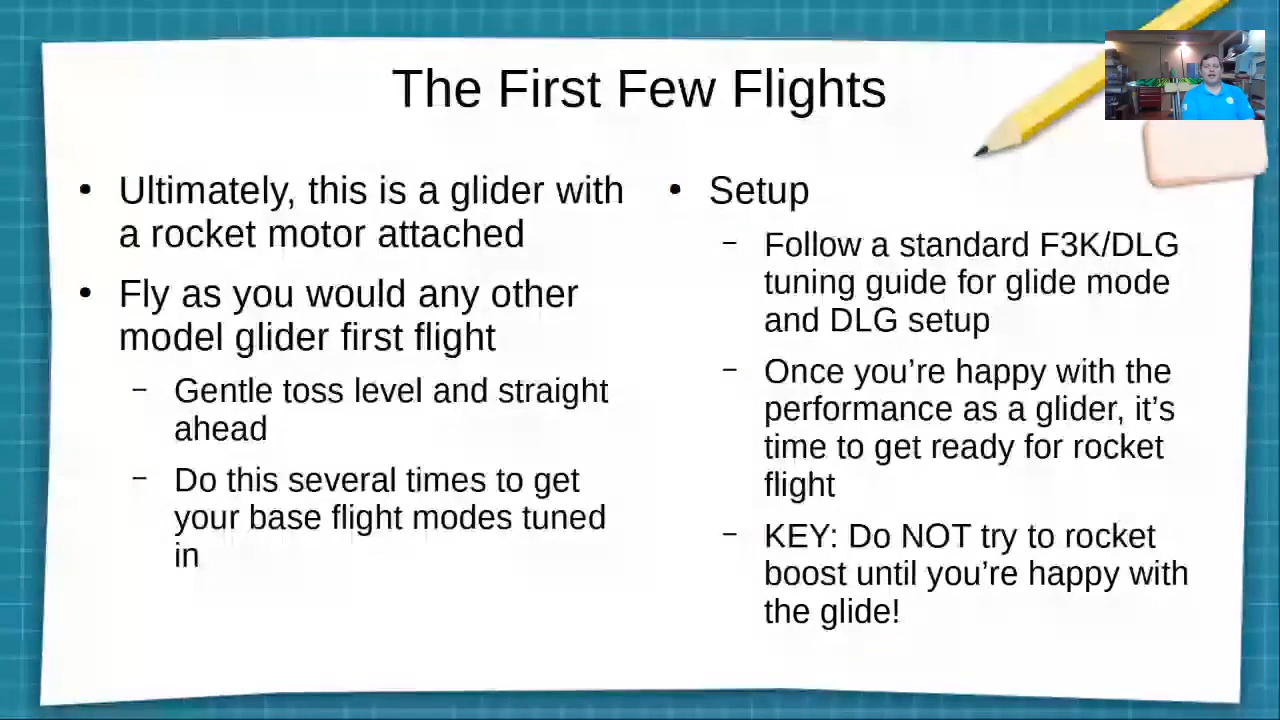 The First Few Flights
• Ultimately, this is a glider with
a rocket motor attached
• Fly as you would any other
model glider first flight
– Gentle toss level and straight
ahead
– Do this several times to get
your base flight modes tuned
in
• Setup
– Follow a standard F3K/DLG
tuning guide for glide mode
and DLG setup
– Once you’re happy with the
performance as a glider, it’s
time to get ready for rocket
flight
– KEY: Do NOT try to rocket
boost until you’re happy with
the glide!